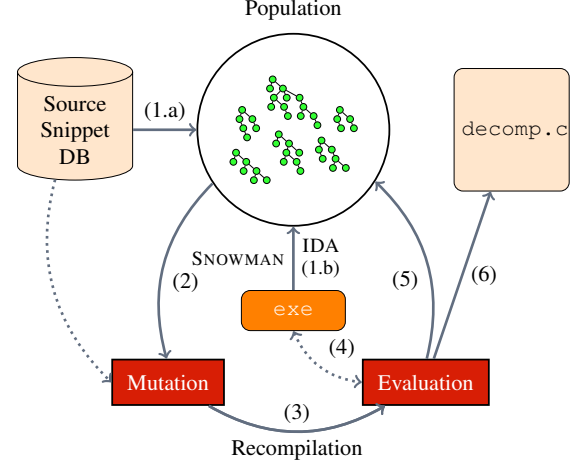 Population
Source
Snippet
DB
(1.a)
decomp.c
SNOWMAN
IDA
(1.b)
(2)
(5)
(6)
exe
(4)
Mutation
Evaluation
(3)
Recompilation